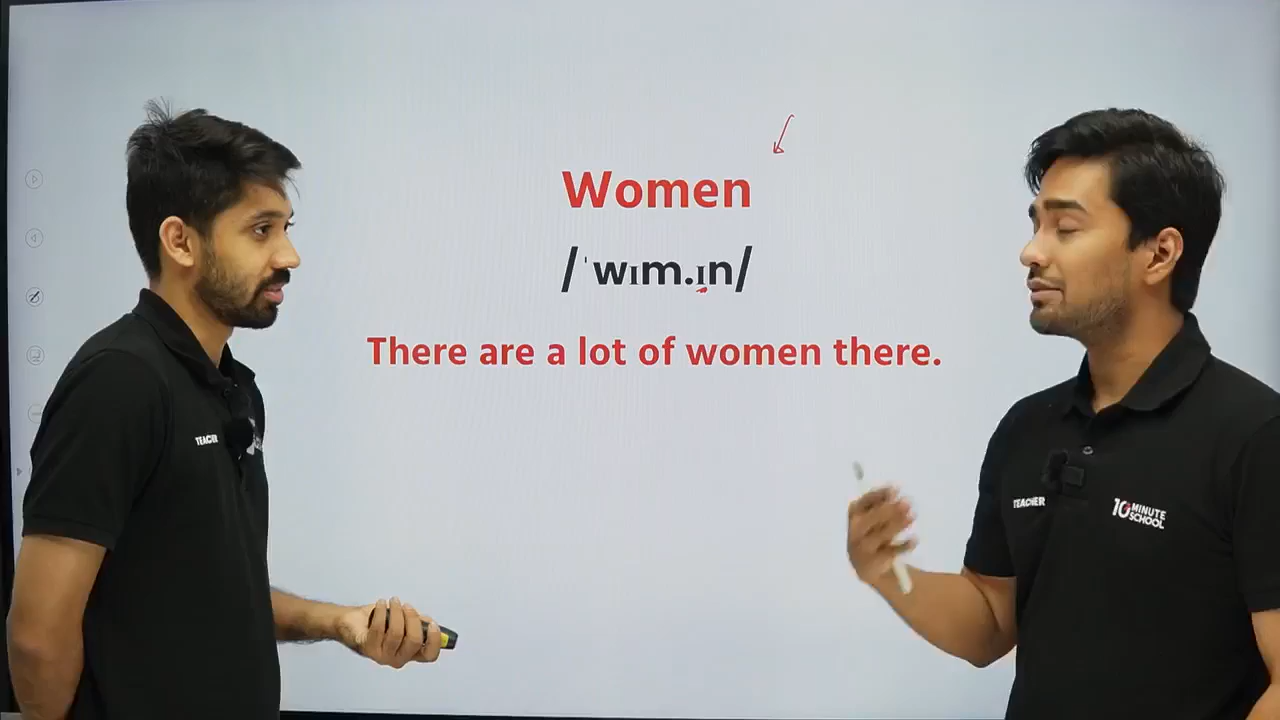 Women
/ˈwɪm.ɪn/
There are a lot of women there.
TEACHER
TEACHER
10 MINUTE
SCHOOL